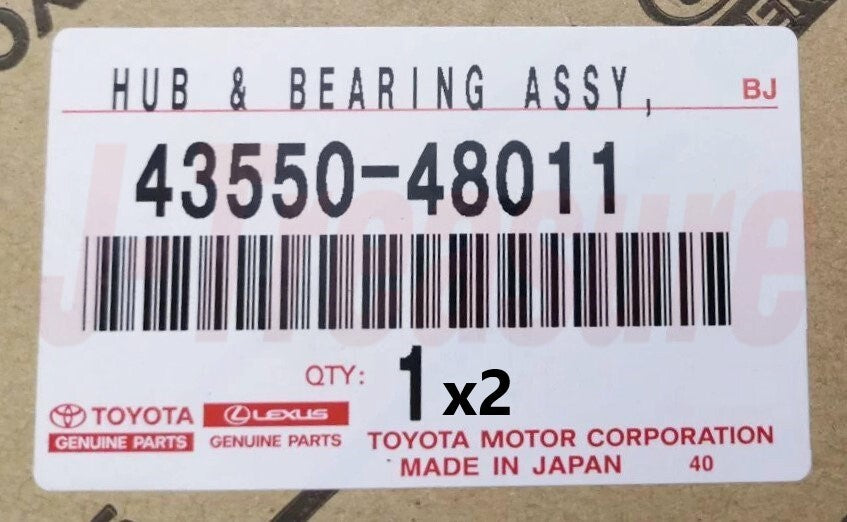 HUB & BEARING ASSY, BJ
43550-48011
J-Treasure
QTY: 1 x2
TOYOTA LEXUS
GENUINE PARTS GENUINE PARTS TOYOTA MOTOR CORPORATION
MADE IN JAPAN 40